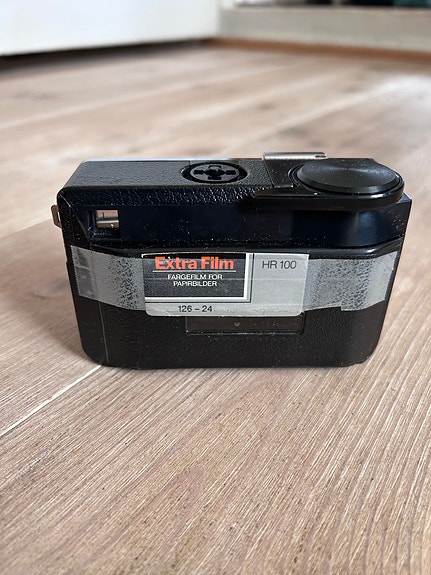 Extra Film
FARGEFILM FOR
PAPIRBILDER
HR 100
126 - 24